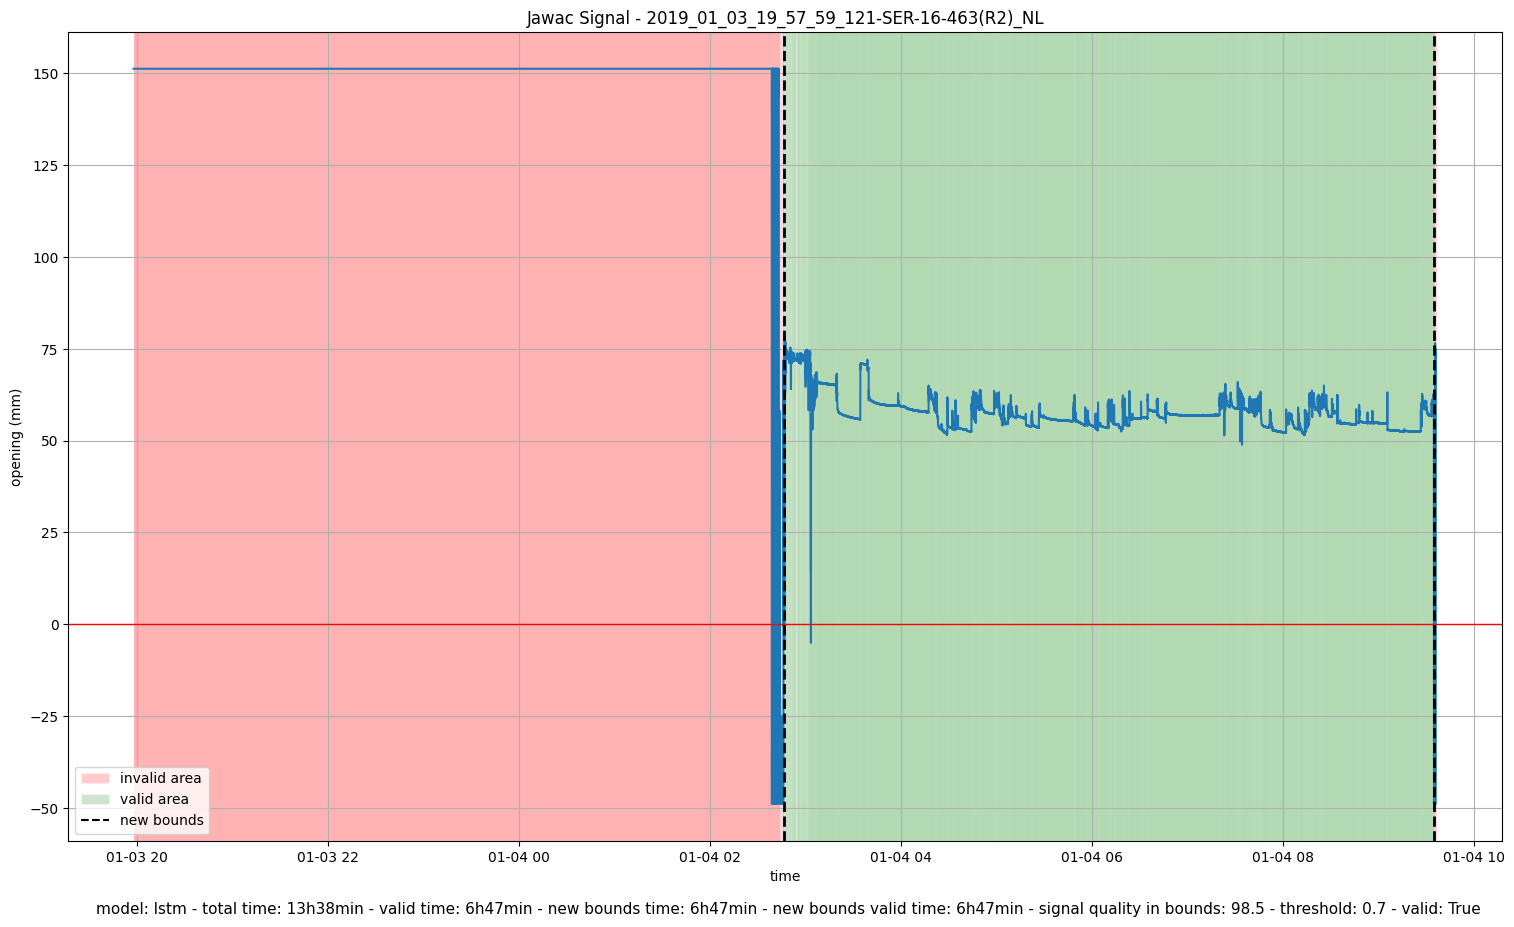 Jawac Signal - 2019_01_03_19_57_59_121-SER-16-463(R2)_NL
opening (mm)
150
125
100
75
50
25
0
−25
−50
invalid area
valid area
new bounds
01-03 20
01-03 22
01-04 00
01-04 02
01-04 04
01-04 06
01-04 08
01-04 10
time
model: lstm - total time: 13h38min - valid time: 6h47min - new bounds time: 6h47min - new bounds valid time: 6h47min - signal quality in bounds: 98.5 - threshold: 0.7 - valid: True